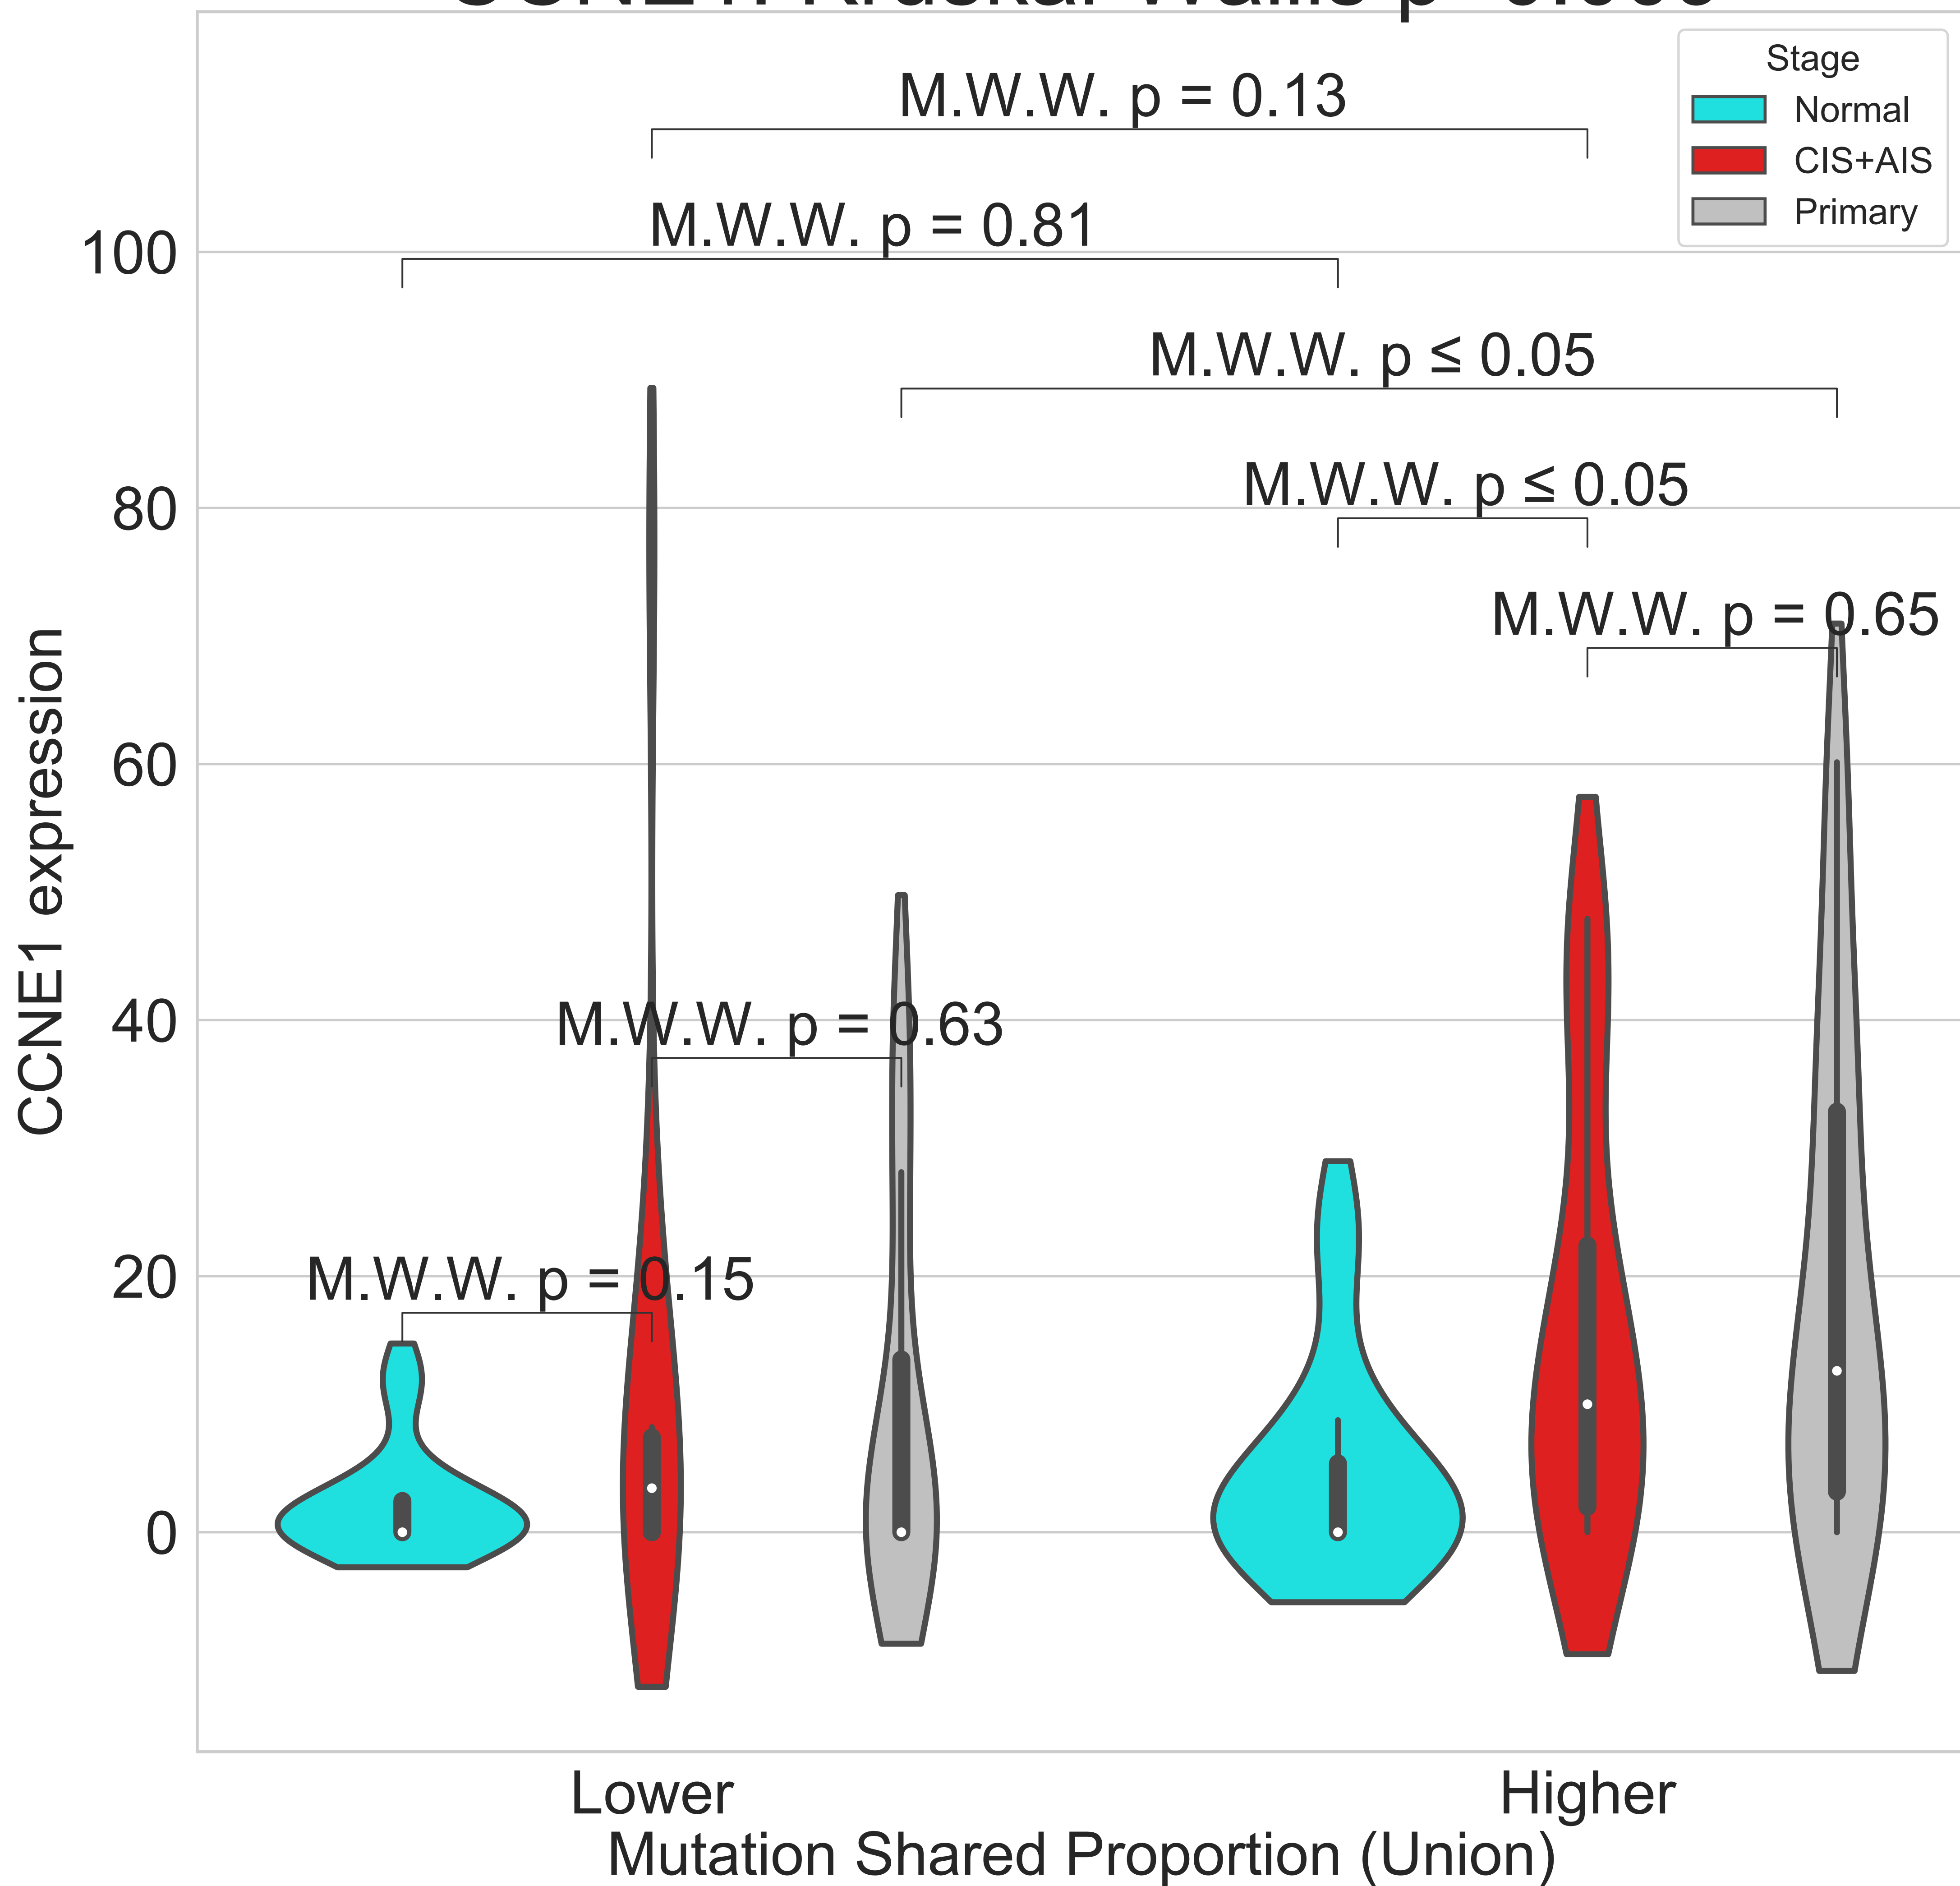 Stage
Normal
CIS+AIS
Primary
M.W.W. p = 0.13
M.W.W. p = 0.81
M.W.W. p ≤ 0.05
M.W.W. p ≤ 0.05
M.W.W. p = 0.65
M.W.W. p = 0.63
M.W.W. p = 0.15
100
80
60
40
20
0
CCNE1 expression
Lower
Higher
Mutation Shared Proportion (Union)